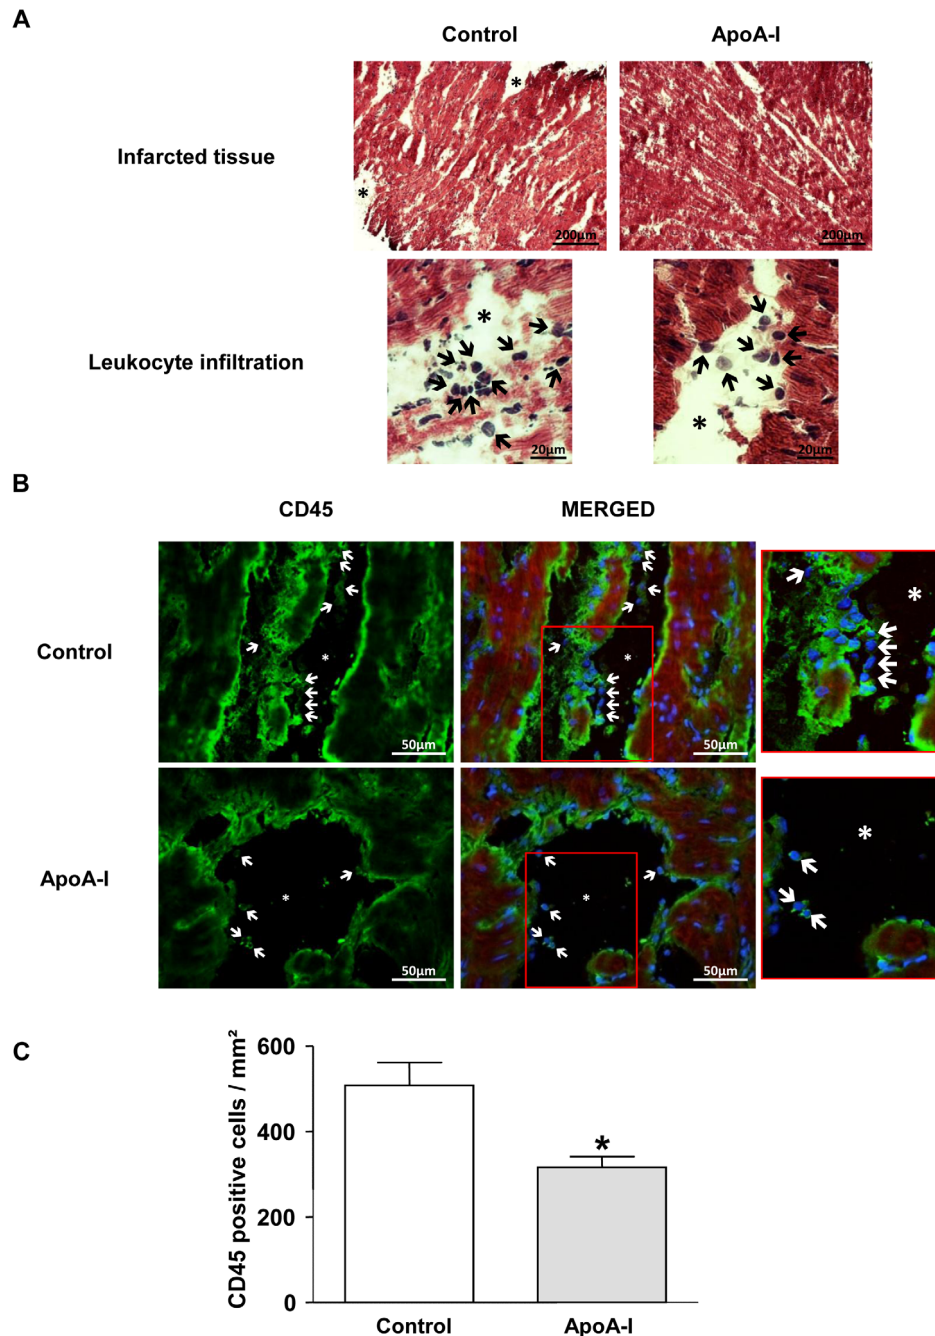 A
Control ApoA-I
Infarcted tissue
* * 200µm 200µm
Leukocyte infiltration
* * 20µm 20µm
B
CD45 MERGED
Control
* * * 50µm 50µm
ApoA-I
* * * 50µm 50µm
C
CD45 positive cells / mm²
600
400
200
0
*
Control ApoA-I